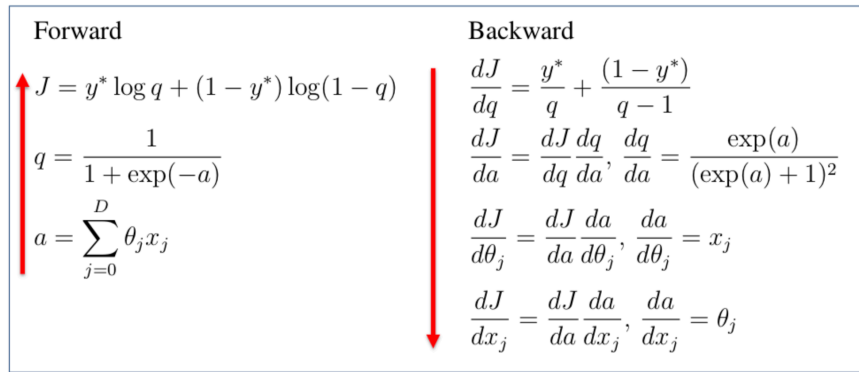 Forward
J = y* log q + (1 − y*) log(1 − q)
q = 1 / (1 + exp(−a))
a = ∑_{j=0}^{D} θ_j x_j
Backward
dJ/dq = y*/q + (1 − y*)/(q − 1)
dJ/da = dJ/dq dq/da, dq/da = exp(a)/(exp(a) + 1)²
dJ/dθ_j = dJ/da da/dθ_j, da/dθ_j = x_j
dJ/dx_j = dJ/da da/dx_j, da/dx_j = θ_j